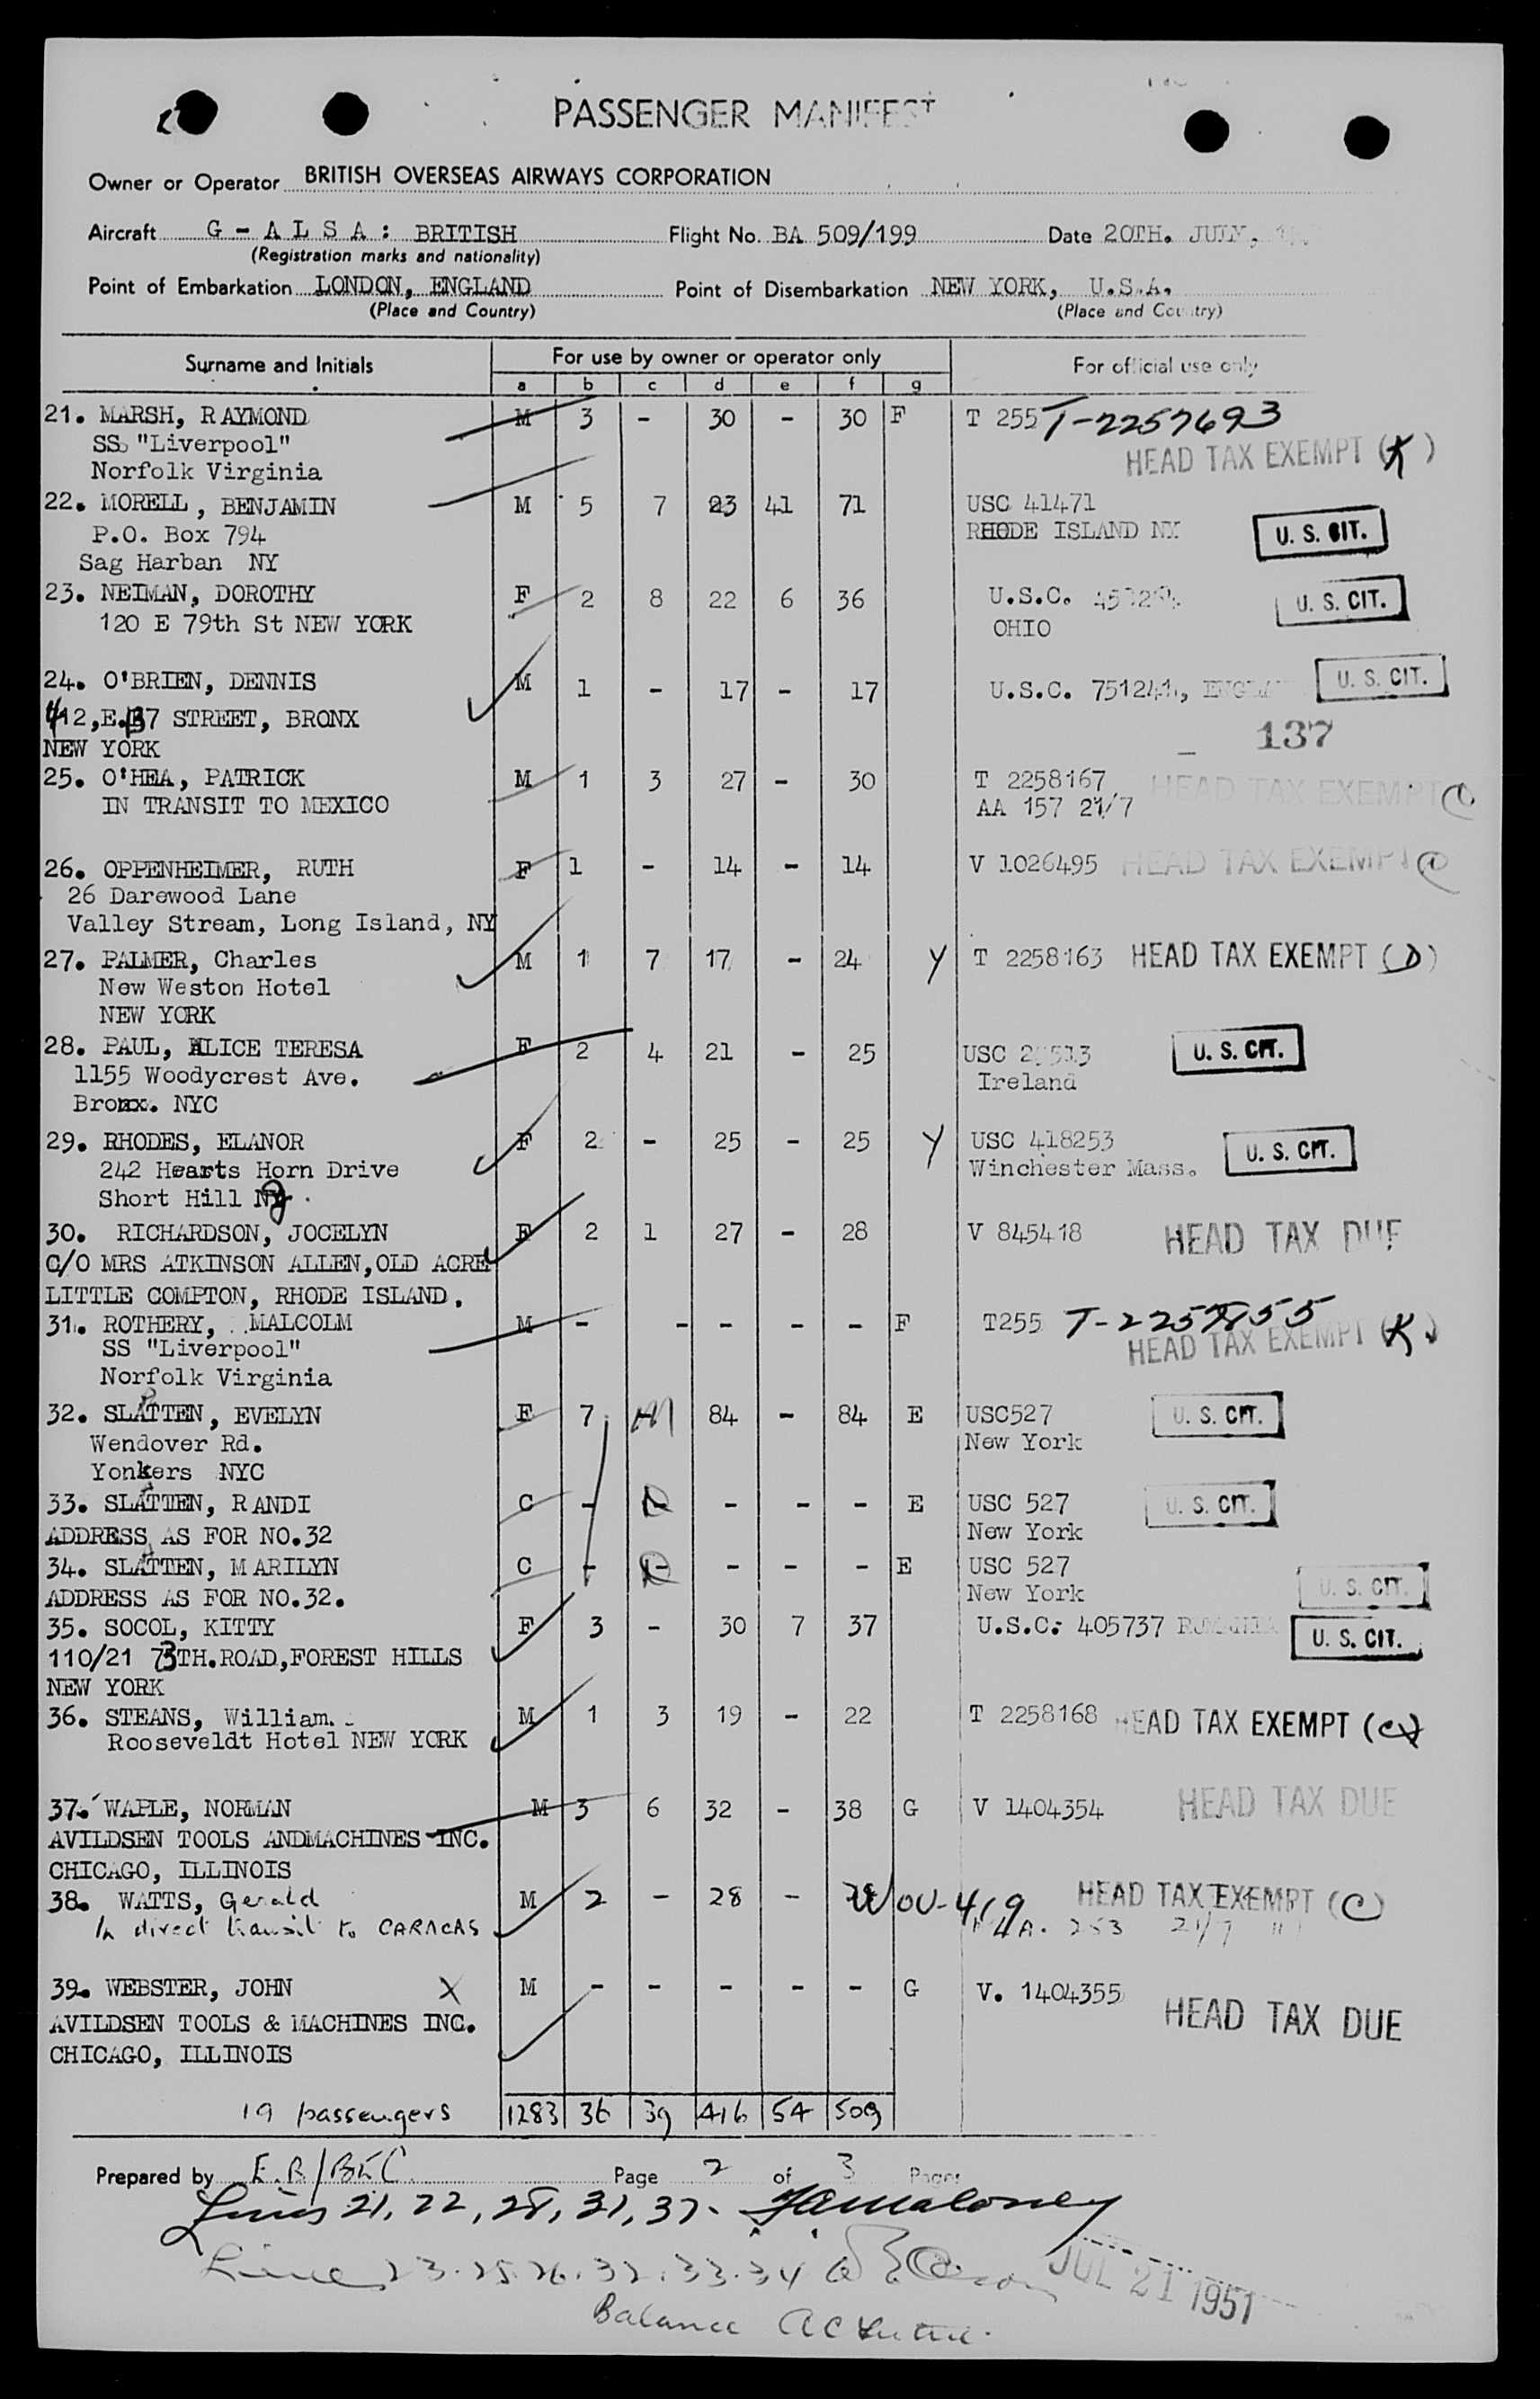 PASSENGER MANIFEST
Owner or Operator BRITISH OVERSEAS AIRWAYS CORPORATION
Aircraft G - A L S A : BRITISH Flight No. BA 509/199 Date 20TH. JULY,
(Registration marks and nationality)
Point of Embarkation LONDON, ENGLAND Point of Disembarkation NEW YORK, U.S.A.
(Place and Country) (Place and Country)
Surname and Initials For use by owner or operator only For official use only
a b c d e f g
21. MARSH, RAYMOND M 3 - 30 - 30 F T 255 T-2257693
SS "Liverpool" HEAD TAX EXEMPT (K)
Norfolk Virginia
22. MORELL, BENJAMIN M 5 7 23 41 71 USC 41471
P.O. Box 794 RHODE ISLAND NY U. S. CIT.
Sag Harban NY
23. NEIMAN, DOROTHY F 2 8 22 6 36 U.S.C. U. S. CIT.
120 E 79th St NEW YORK OHIO
24. O'BRIEN, DENNIS M 1 - 17 - 17 U.S.C. 751241, U. S. CIT.
412,E.137 STREET, BRONX 137
NEW YORK
25. O'HEA, PATRICK M 1 3 27 - 30 T 2258167 HEAD TAX EXEMPT
IN TRANSIT TO MEXICO AA 157 21/7
26. OPPENHEIMER, RUTH F 1 - 14 - 14 V 1026495 HEAD TAX EXEMPT
26 Darewood Lane
Valley Stream, Long Island, NY
27. PALMER, Charles M 1 7 17 - 24 Y T 2258163 HEAD TAX EXEMPT (D)
New Weston Hotel
NEW YORK
28. PAUL, ALICE TERESA F 2 4 21 - 25 USC U. S. CIT.
1155 Woodycrest Ave. Ireland
Bronx. NYC
29. RHODES, ELANOR F 2 - 25 - 25 Y USC 418253
242 Hearts Horn Drive Winchester Mass. U. S. CIT.
Short Hill NJ.
30. RICHARDSON, JOCELYN F 2 1 27 - 28 V 845418 HEAD TAX DUE
C/O MRS ATKINSON ALLEN,OLD ACRE
LITTLE COMPTON, RHODE ISLAND.
31. ROTHERY, MALCOLM M - - - - - F T255
SS "Liverpool" HEAD TAX EXEMPT (K)
Norfolk Virginia
32. SLATTEN, EVELYN F 7 84 - 84 E USC527 U. S. CIT.
Wendover Rd. New York
Yonkers NYC
33. SLATTEN, RANDI C - - - - E USC 527 U. S. CIT.
ADDRESS AS FOR NO.32 New York
34. SLATTEN, MARILYN C - - - - E USC 527
ADDRESS AS FOR NO.32. New York U. S. CIT.
35. SOCOL, KITTY F 3 - 30 7 37 U.S.C. 405737 U. S. CIT.
110/21 73TH.ROAD,FOREST HILLS
NEW YORK
36. STEANS, William. M 1 3 19 - 22 T 2258168 HEAD TAX EXEMPT (C)
Rooseveldt Hotel NEW YORK
37. WAPLE, NORMAN M 3 6 32 - 38 G V 1404354 HEAD TAX DUE
AVILDSEN TOOLS ANDMACHINES INC.
CHICAGO, ILLINOIS
38. WATTS, Gerald M 2 - 28 - 28 HEAD TAX EXEMPT (C)
In direct transit to CARACAS
39. WEBSTER, JOHN X M - - - - - G V. 1404355
AVILDSEN TOOLS & MACHINES INC. HEAD TAX DUE
CHICAGO, ILLINOIS
19 passengers 1283 36 39 416 54 509
Prepared by E.B/BEC Page 2 of 3 Pages
Lines 21, 22, 28, 31, 37.
Lines 23.25.26.32.33.34
JUL 21 1951
Balance